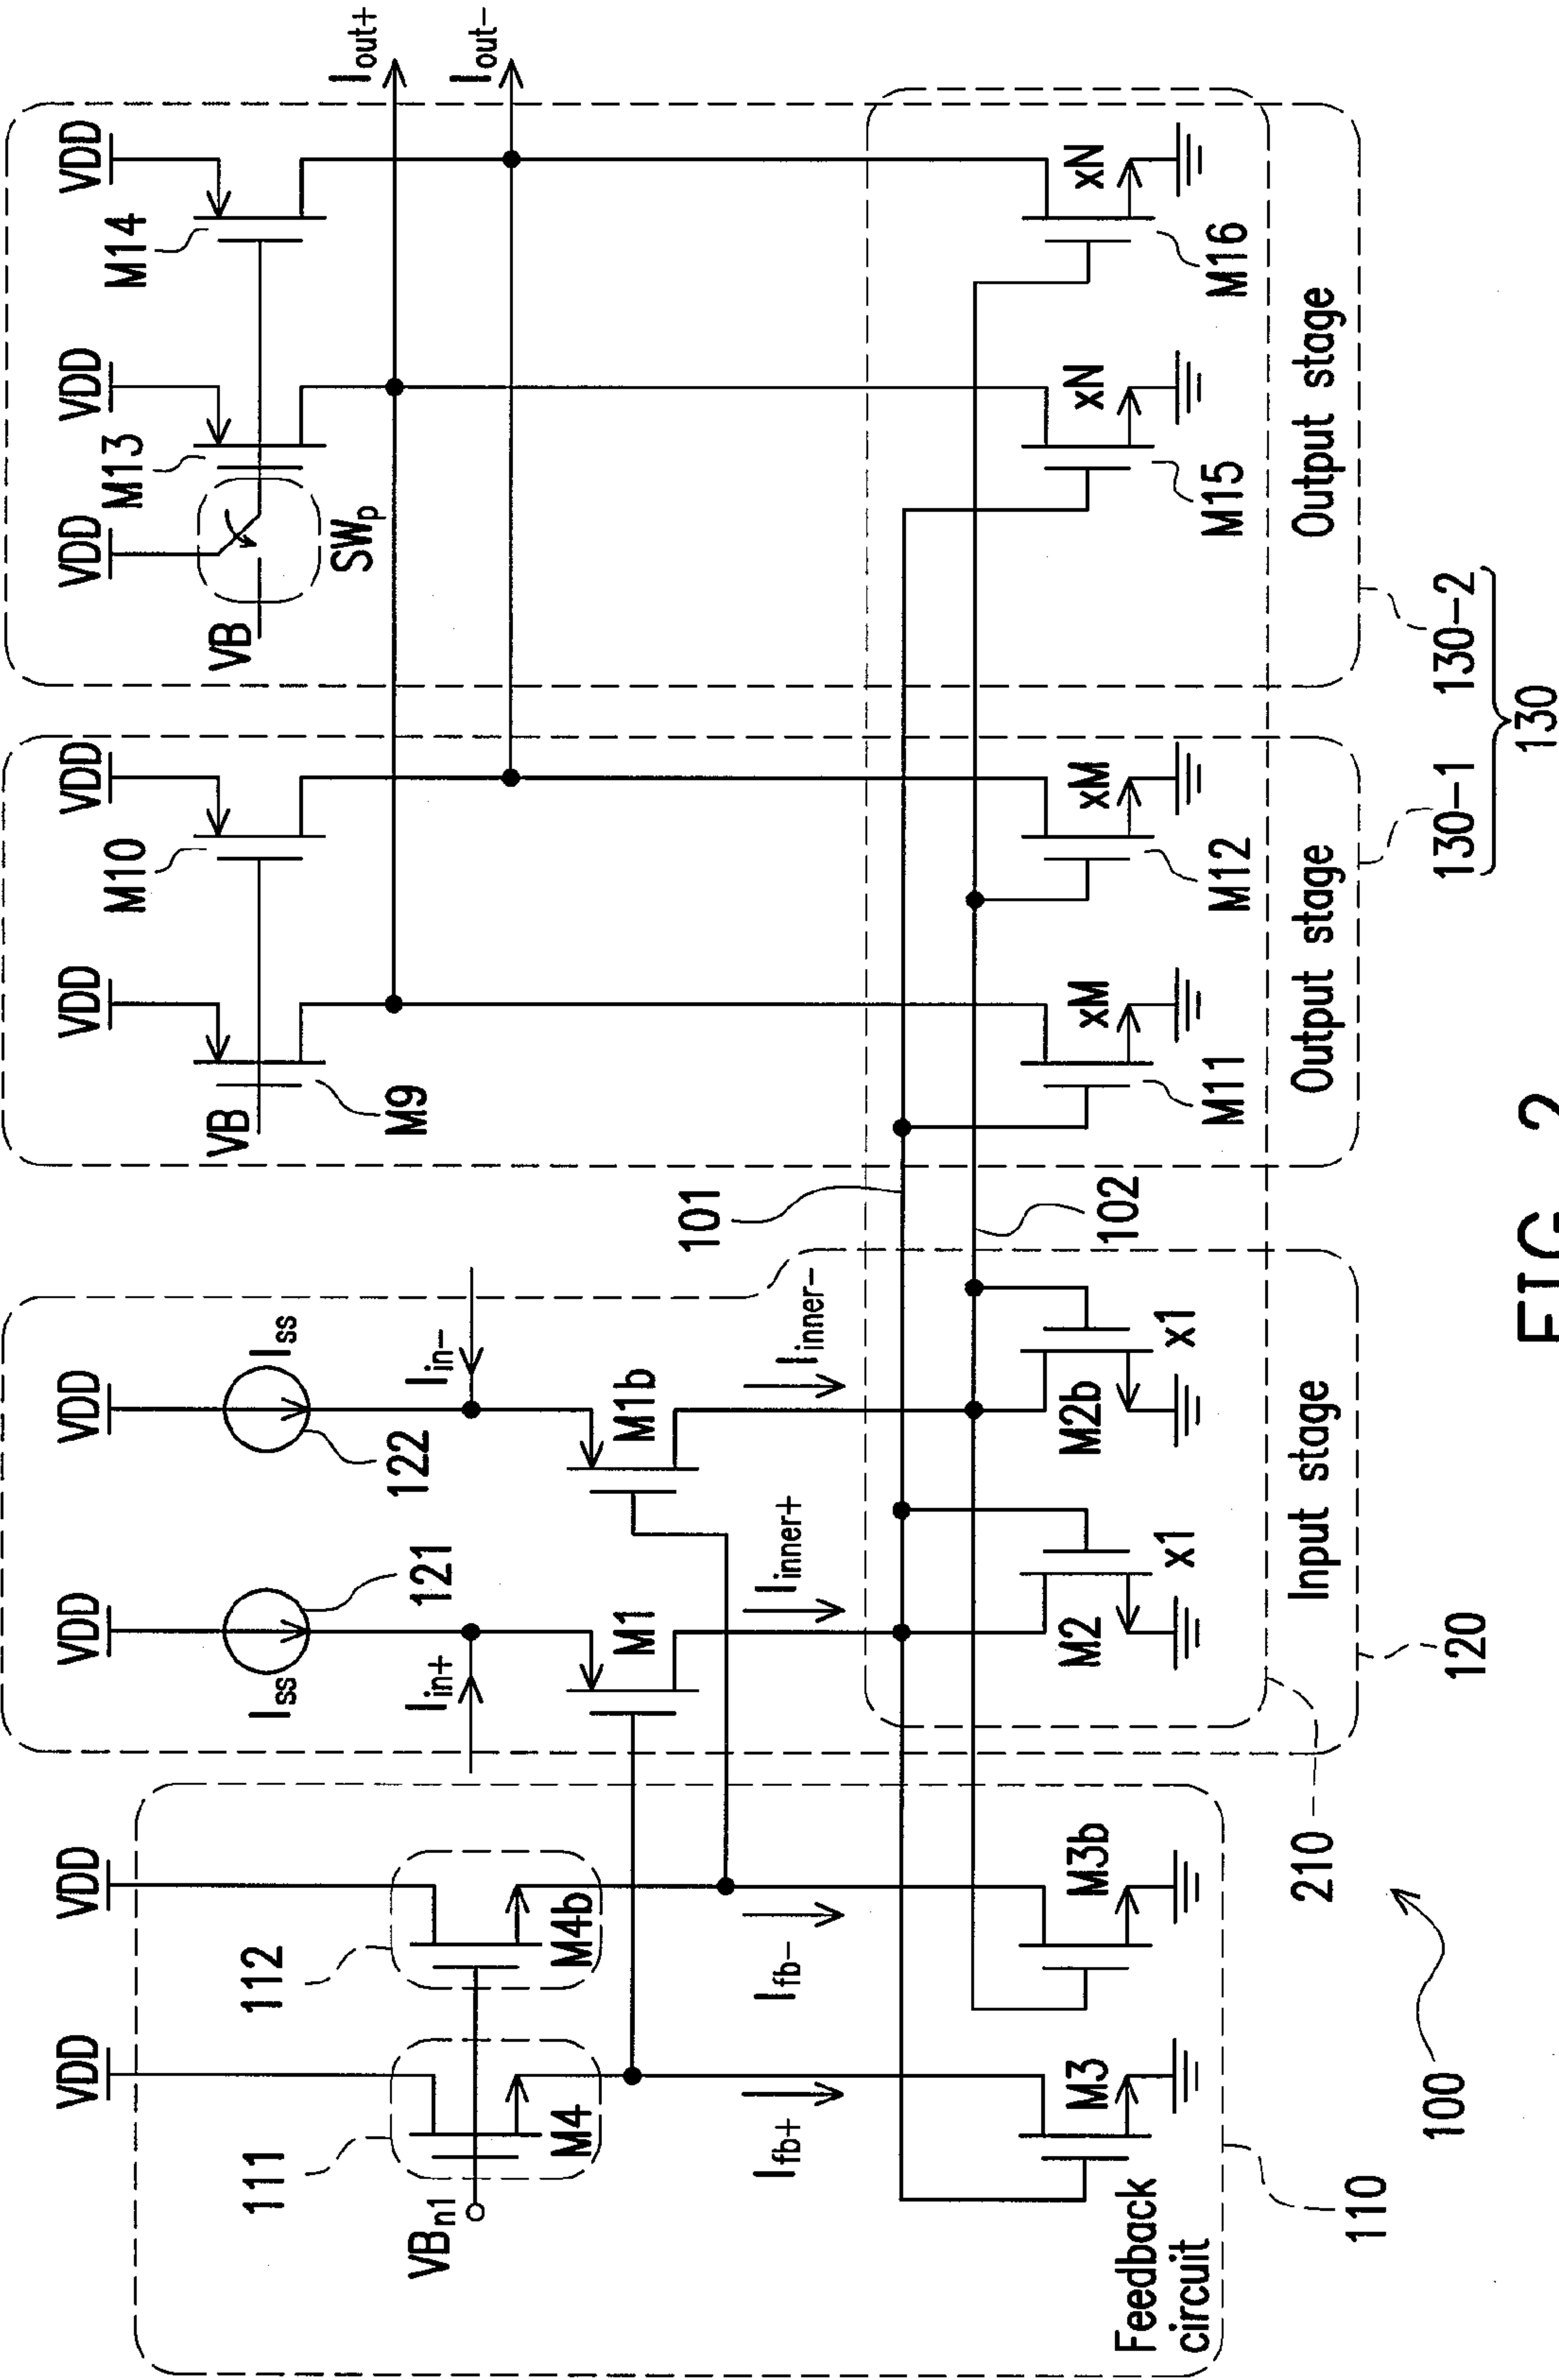 VDD
VDD
VDD
VDD
VDD
VDD
VDD
VDD
VDD
111
112
M4
M4b
VBn1
Ifb+
Ifb−
M3
M3b
Feedback
circuit
110
100
Iss
121
Iss
122
Iin+
Iin−
M1
M1b
Iinner+
Iinner−
M2
x1
M2b
x1
Input stage
120
210
101
102
VB
M9
M10
M11
xM
M12
xM
Output stage
130−1
VB
SWp
M13
M14
Iout+
Iout−
M15
xN
M16
xN
Output stage
130−2
130
FIG. 2